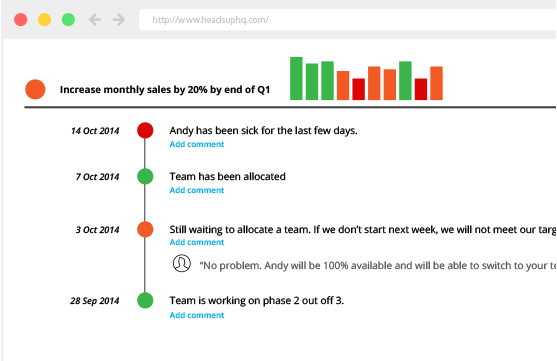 http://www.headsuphq.com/
Increase monthly sales by 20% by end of Q1
14 Oct 2014
Andy has been sick for the last few days.
Add comment
7 Oct 2014
Team has been allocated
Add comment
3 Oct 2014
Still waiting to allocate a team. If we don't start next week, we will not meet our
Add comment
"No problem. Andy will be 100% available and will be able to switch to your
28 Sep 2014
Team is working on phase 2 out off 3.
Add comment